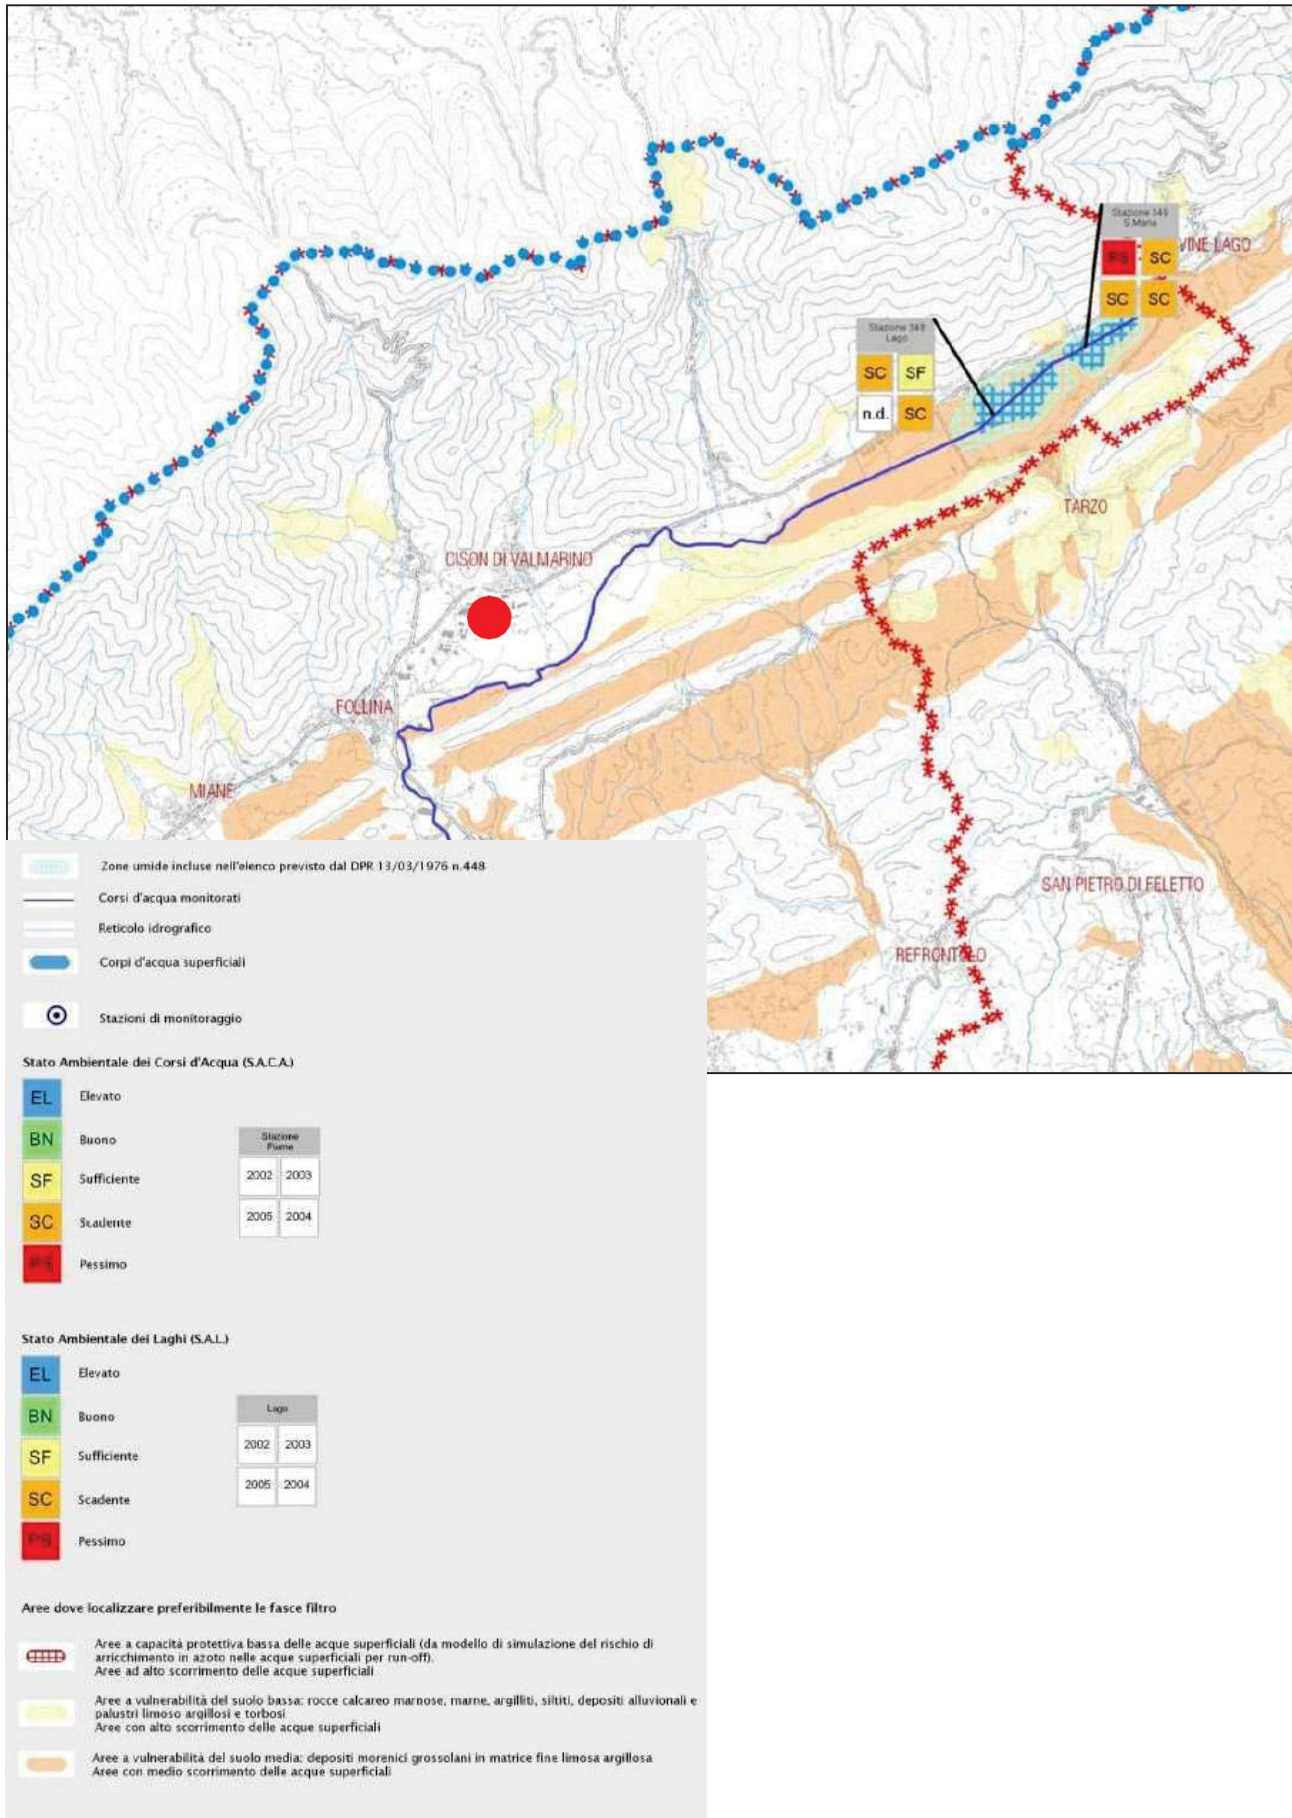 Stazione 349
S.Maria
PS SC
SC SC
VINE LAGO
Stazione 349
Lago
SC SF
n.d. SC
TARZO
CISON DI VALMARINO
FOLLINA
MIANE
SAN PIETRO DI FELETTO
REFRONTOLO
Zone umide incluse nell'elenco previsto dal DPR 13/03/1976 n.448
Corsi d'acqua monitorati
Reticolo idrografico
Corpi d'acqua superficiali
Stazioni di monitoraggio
Stato Ambientale dei Corsi d'Acqua (S.A.C.A.)
EL Elevato
BN Buono
SF Sufficiente
SC Scadente
PS Pessimo
Stazione
Fiume
2002 2003
2005 2004
Stato Ambientale dei Laghi (S.A.L.)
EL Elevato
BN Buono
SF Sufficiente
SC Scadente
PS Pessimo
Lago
2002 2003
2005 2004
Aree dove localizzare preferibilmente le fasce filtro
Aree a capacità protettiva bassa delle acque superficiali (da modello di simulazione del rischio di
arricchimento in azoto nelle acque superficiali per run-off).
Aree ad alto scorrimento delle acque superficiali
Aree a vulnerabilità del suolo bassa: rocce calcareo marnose, marne, argilliti, siltiti, depositi alluvionali e
palustri limoso argillosi e torbosi
Aree con alto scorrimento delle acque superficiali
Aree a vulnerabilità del suolo media: depositi morenici grossolani in matrice fine limosa argillosa
Aree con medio scorrimento delle acque superficiali